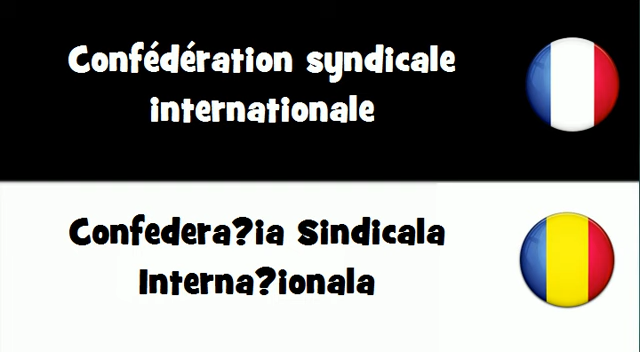 Confédération syndicale
internationale
Confedera?ia Sindicala
Interna?ionala